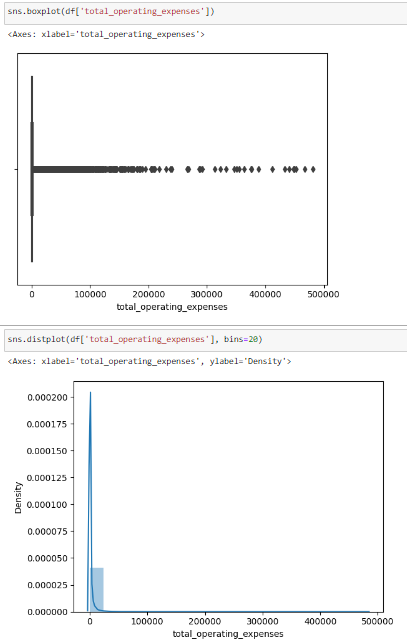 sns.boxplot(df['total_operating_expenses'])
<Axes: xlabel='total_operating_expenses'>
0 100000 200000 300000 400000 500000
total_operating_expenses
sns.distplot(df['total_operating_expenses'], bins=20)
<Axes: xlabel='total_operating_expenses', ylabel='Density'>
0.000200
0.000175
0.000150
0.000125
Density
0.000100
0.000075
0.000050
0.000025
0.000000
0 100000 200000 300000 400000 500000
total_operating_expenses